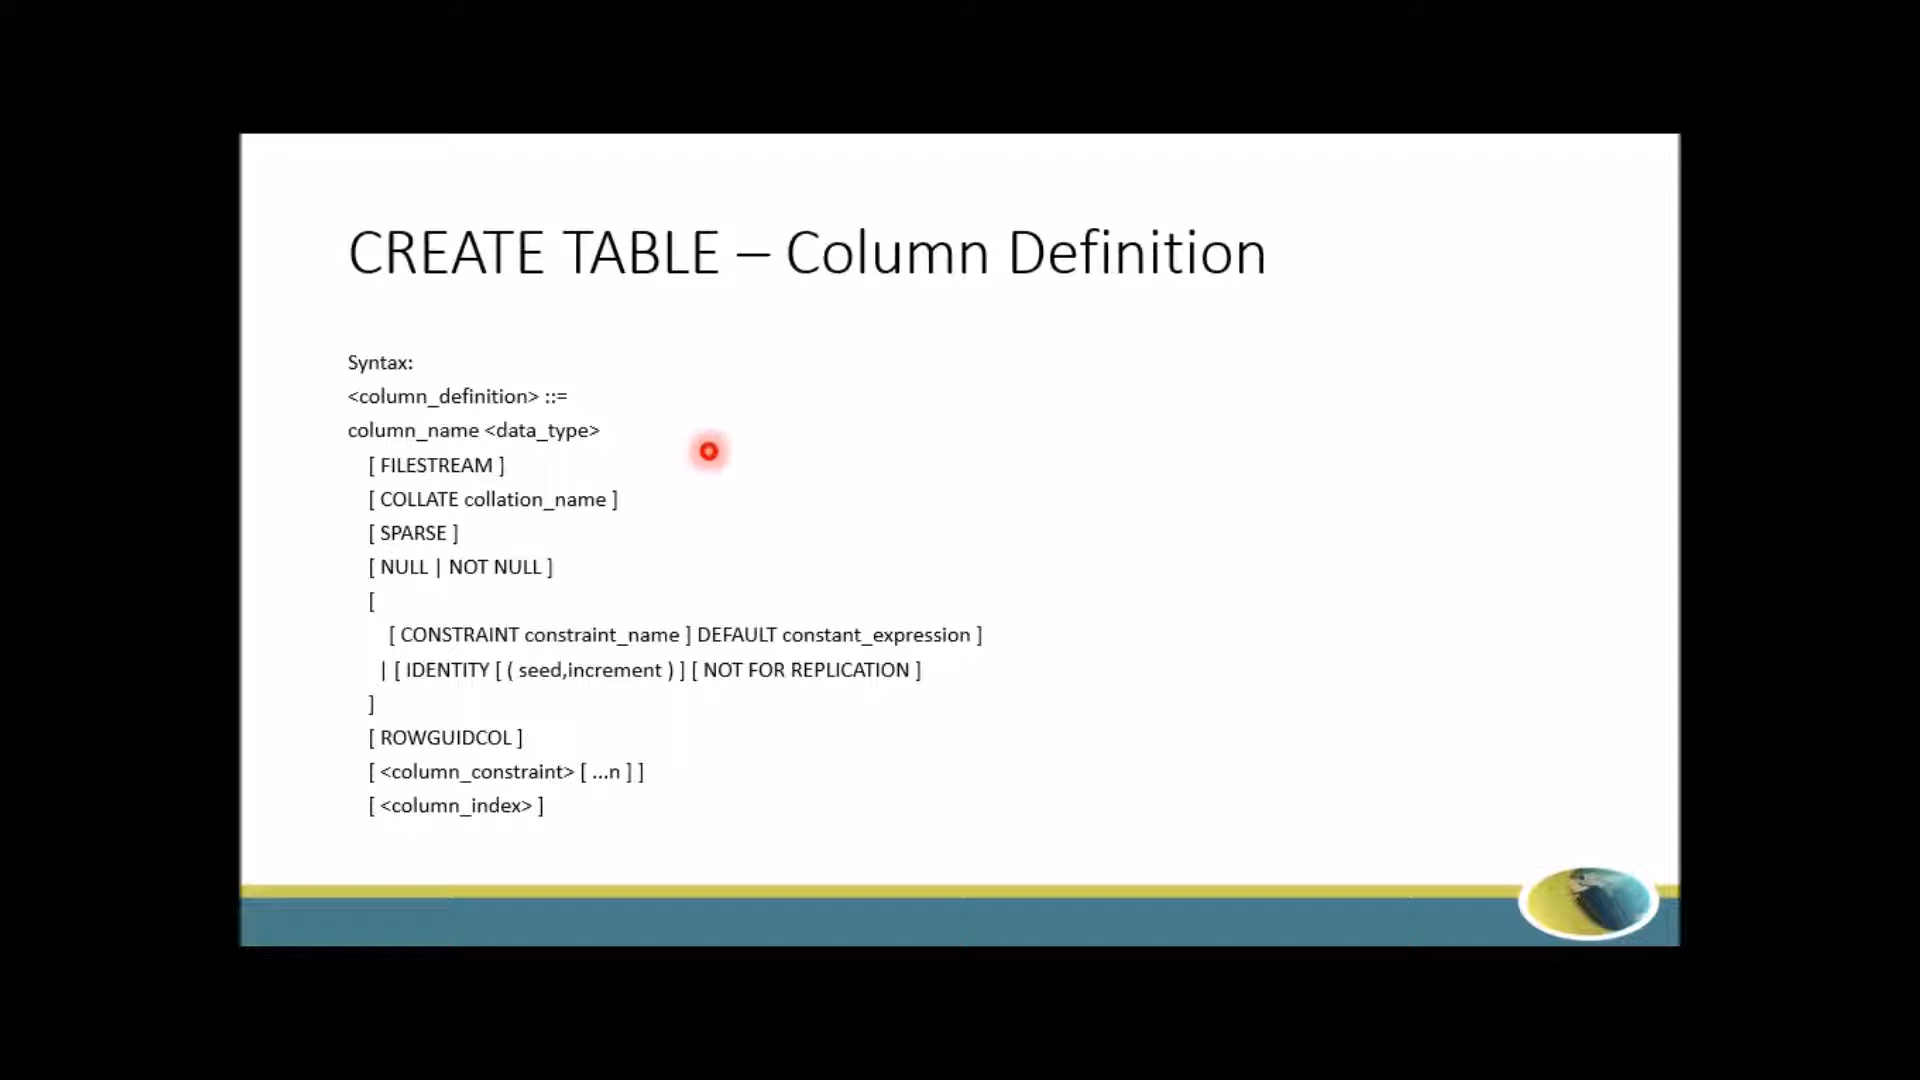 CREATE TABLE – Column Definition
Syntax:
<column_definition> ::=
column_name <data_type>
[ FILESTREAM ]
[ COLLATE collation_name ]
[ SPARSE ]
[ NULL | NOT NULL ]
[
[ CONSTRAINT constraint_name ] DEFAULT constant_expression ]
| [ IDENTITY [ ( seed,increment ) ] [ NOT FOR REPLICATION ]
]
[ ROWGUIDCOL ]
[ <column_constraint> [ ...n ] ]
[ <column_index> ]